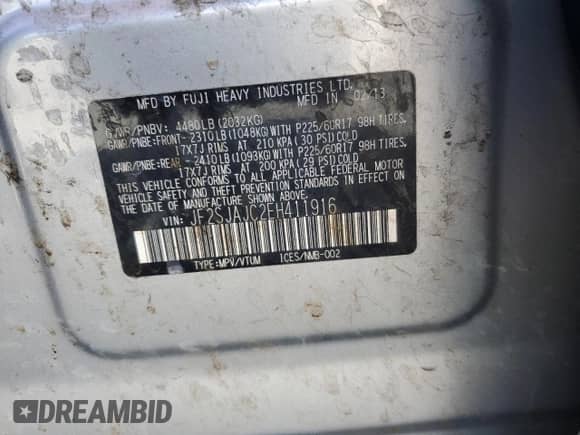 MFD BY FUJI HEAVY INDUSTRIES LTD.
MFD IN 02/13
GVWR/PNBV: 4480LB(2032KG)
GAWR/PNBE:FRONT-2310LB(1048KG)WITH P225/60R17 98H TIRES.
17X7J RIMS AT 210 KPA(30 PSI)COLD
GAWR/PNBE:REAR -2410LB(1093KG)WITH P225/60R17 98H TIRES.
17X7J RIMS AT 200 KPA(29 PSI)COLD
THIS VEHICLE CONFORMS TO ALL APPLICABLE FEDERAL MOTOR
VEHICLE SAFETY AND THEFT PREVENTION STANDARDS IN EFFECT ON
THE DATE OF MANUFACTURE SHOWN ABOVE.
VIN: JF2SJAJC2EH411916
TYPE:MPV/VTUM ICES/NMB-002
DREAMBID